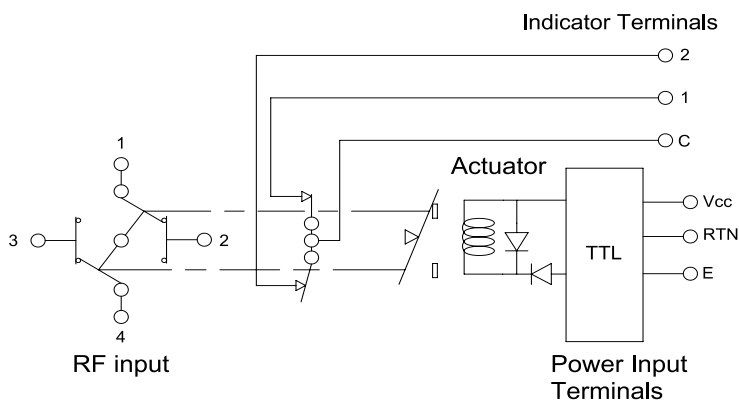 Indicator Terminals
2
1
C
Actuator
1
3
2
4
RF input
TTL
Vcc
RTN
E
Power Input
Terminals